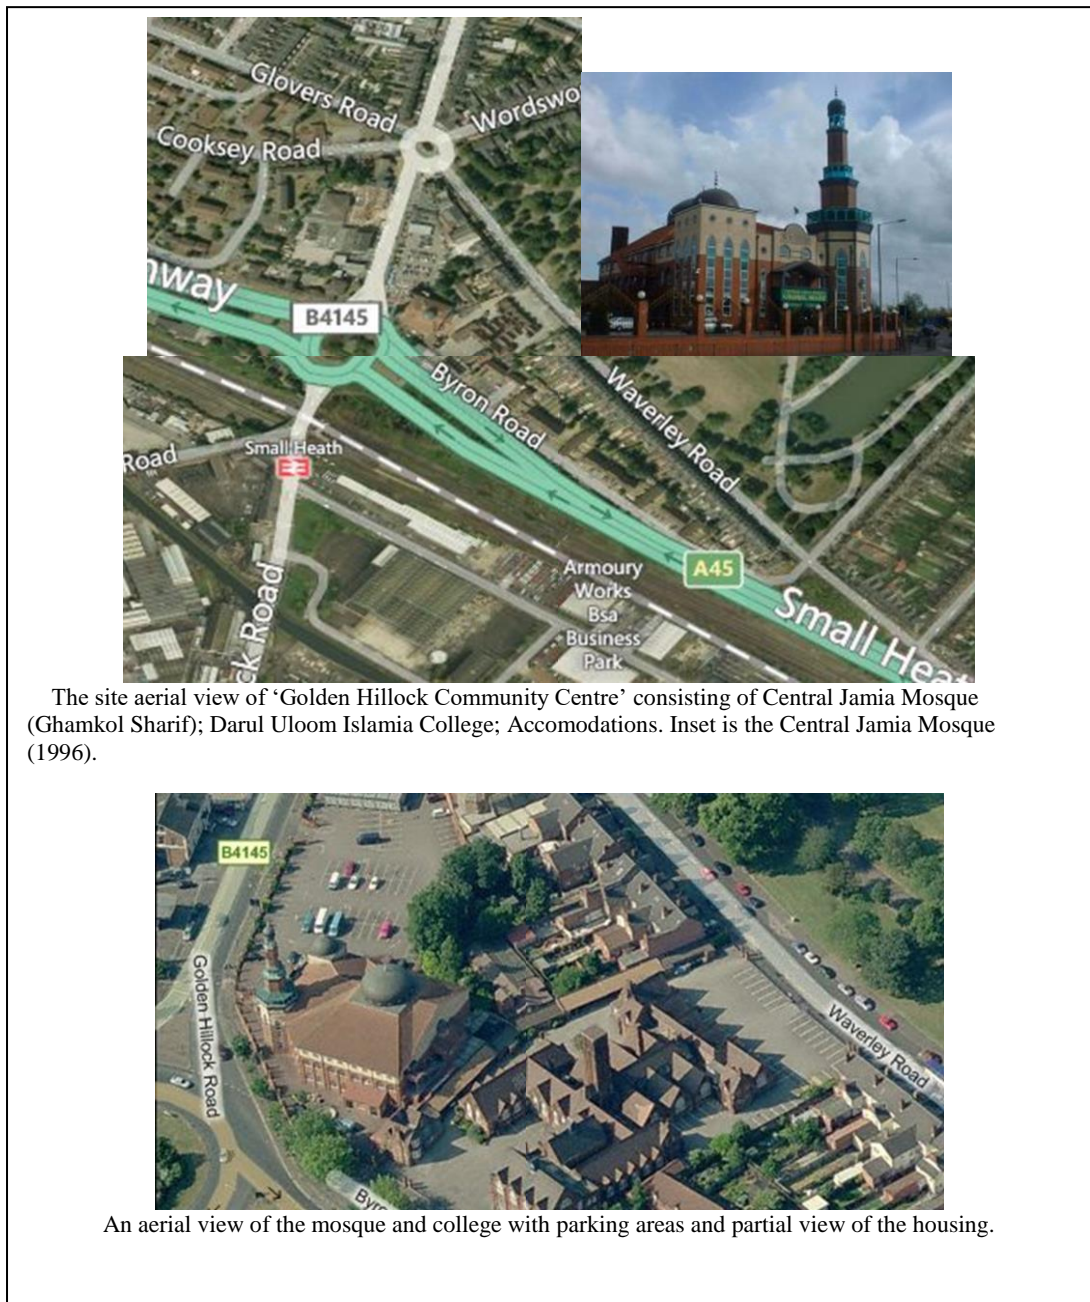 Glovers Road
Wordswo
Cooksey Road
nway
B4145
Byron Road
Waverley Road
Small Heath
Road
A45
Armoury
Works
Bsa
Business
Park
Small Hea
ck Road
The site aerial view of ‘Golden Hillock Community Centre’ consisting of Central Jamia Mosque
(Ghamkol Sharif); Darul Uloom Islamia College; Accomodations. Inset is the Central Jamia Mosque
(1996).
B4145
Golden Hillock Road
Waverley Road
Byr
An aerial view of the mosque and college with parking areas and partial view of the housing.